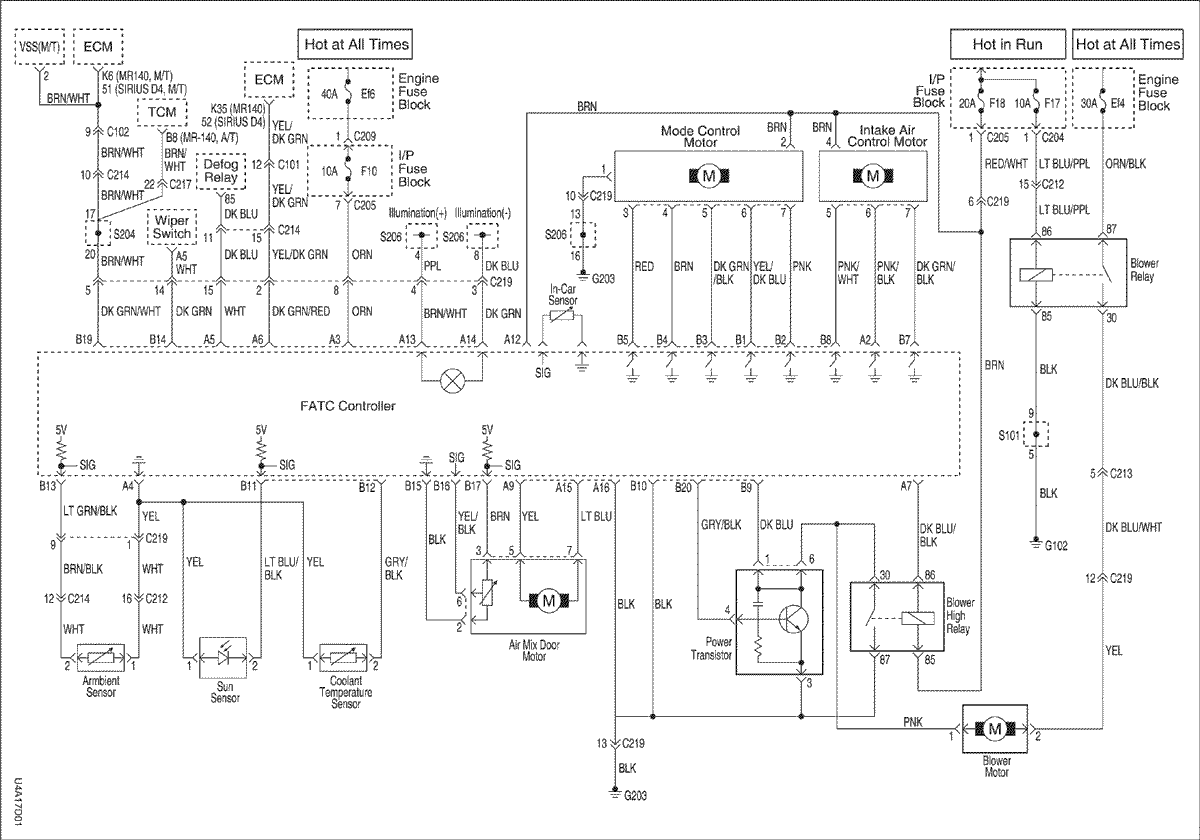 VSS(M/T)
ECM
Hot at All Times
Hot in Run
Hot at All Times
2
K6 (MR140, M/T)
51 (SIRIUS D4, M/T)
BRN/WHT
TCM
B8 (MR-140, A/T)
ECM
K35 (MR140)
52 (SIRIUS D4)
40A Ef6
Engine
Fuse
Block
I/P
Fuse
Block
20A F18
10A F17
30A Ef4
Engine
Fuse
Block
9 C102
BRN/WHT
10 C214
BRN/WHT
BRN/
WHT
22 C217
Defog
Relay
85
DK BLU
YEL/
DK GRN
12 C101
YEL/
DK GRN
1 C209
10A F10
I/P
Fuse
Block
7 C205
BRN
BRN
2
BRN
4
Mode Control
Motor
M
Intake Air
Control Motor
M
1 C205
1 C204
RED/WHT
LT BLU/PPL
ORN/BLK
15 C212
6 C219
LT BLU/PPL
17
S204
20
BRN/WHT
Wiper
Switch
A5
WHT
11
15 C214
DK BLU
YEL/DK GRN
ORN
Illumination(+)
Illumination(-)
S206
S206
4
8
PPL
DK BLU
1
10 C219
13
S206
16
G203
3 4 5 6 7
5 6 7
RED
BRN
DK GRN
/BLK
YEL/
DK BLU
PNK
PNK/
WHT
PNK/
BLK
DK GRN/
BLK
86
87
Blower
Relay
85
30
5 14 15 2 8 4 3 C219
DK GRN/WHT
DK GRN
WHT
DK GRN/RED
ORN
BRN/WHT
DK GRN
In-Car
Sensor
B19 B14 A5 A6 A3 A13 A14 A12
SIG
B5 B4 B3 B1 B2 B8 A2 B7
BRN
BLK
DK BLU/BLK
FATC Controller
9
S101
5
5V
SIG
5V
SIG
SIG
5V
SIG
5 C213
B13 A4 B11 B12 B15 B16 B17 A9 A15 A16 B10 B20 B9 A7
BLK
G102
DK BLU/WHT
12 C219
LT GRN/BLK
YEL
9
1 C219
BRN/BLK
WHT
12 C214
16 C212
WHT
WHT
YEL
LT BLU/
BLK
YEL
GRY/
BLK
BLK
YEL/
BLK
BRN
YEL
LT BLU
3 5 7
6
2
M
Air Mix Door
Motor
BLK
BLK
GRY/BLK
DK BLU
1 6
4
Power
Transistor
3
DK BLU/
BLK
30
86
Blower
High
Relay
87
85
YEL
2 1
Armbient
Sensor
1 2
Sun
Sensor
1 2
Coolant
Temperature
Sensor
PNK
1
M
2
Blower
Motor
13 C219
BLK
G203
U4A17D01